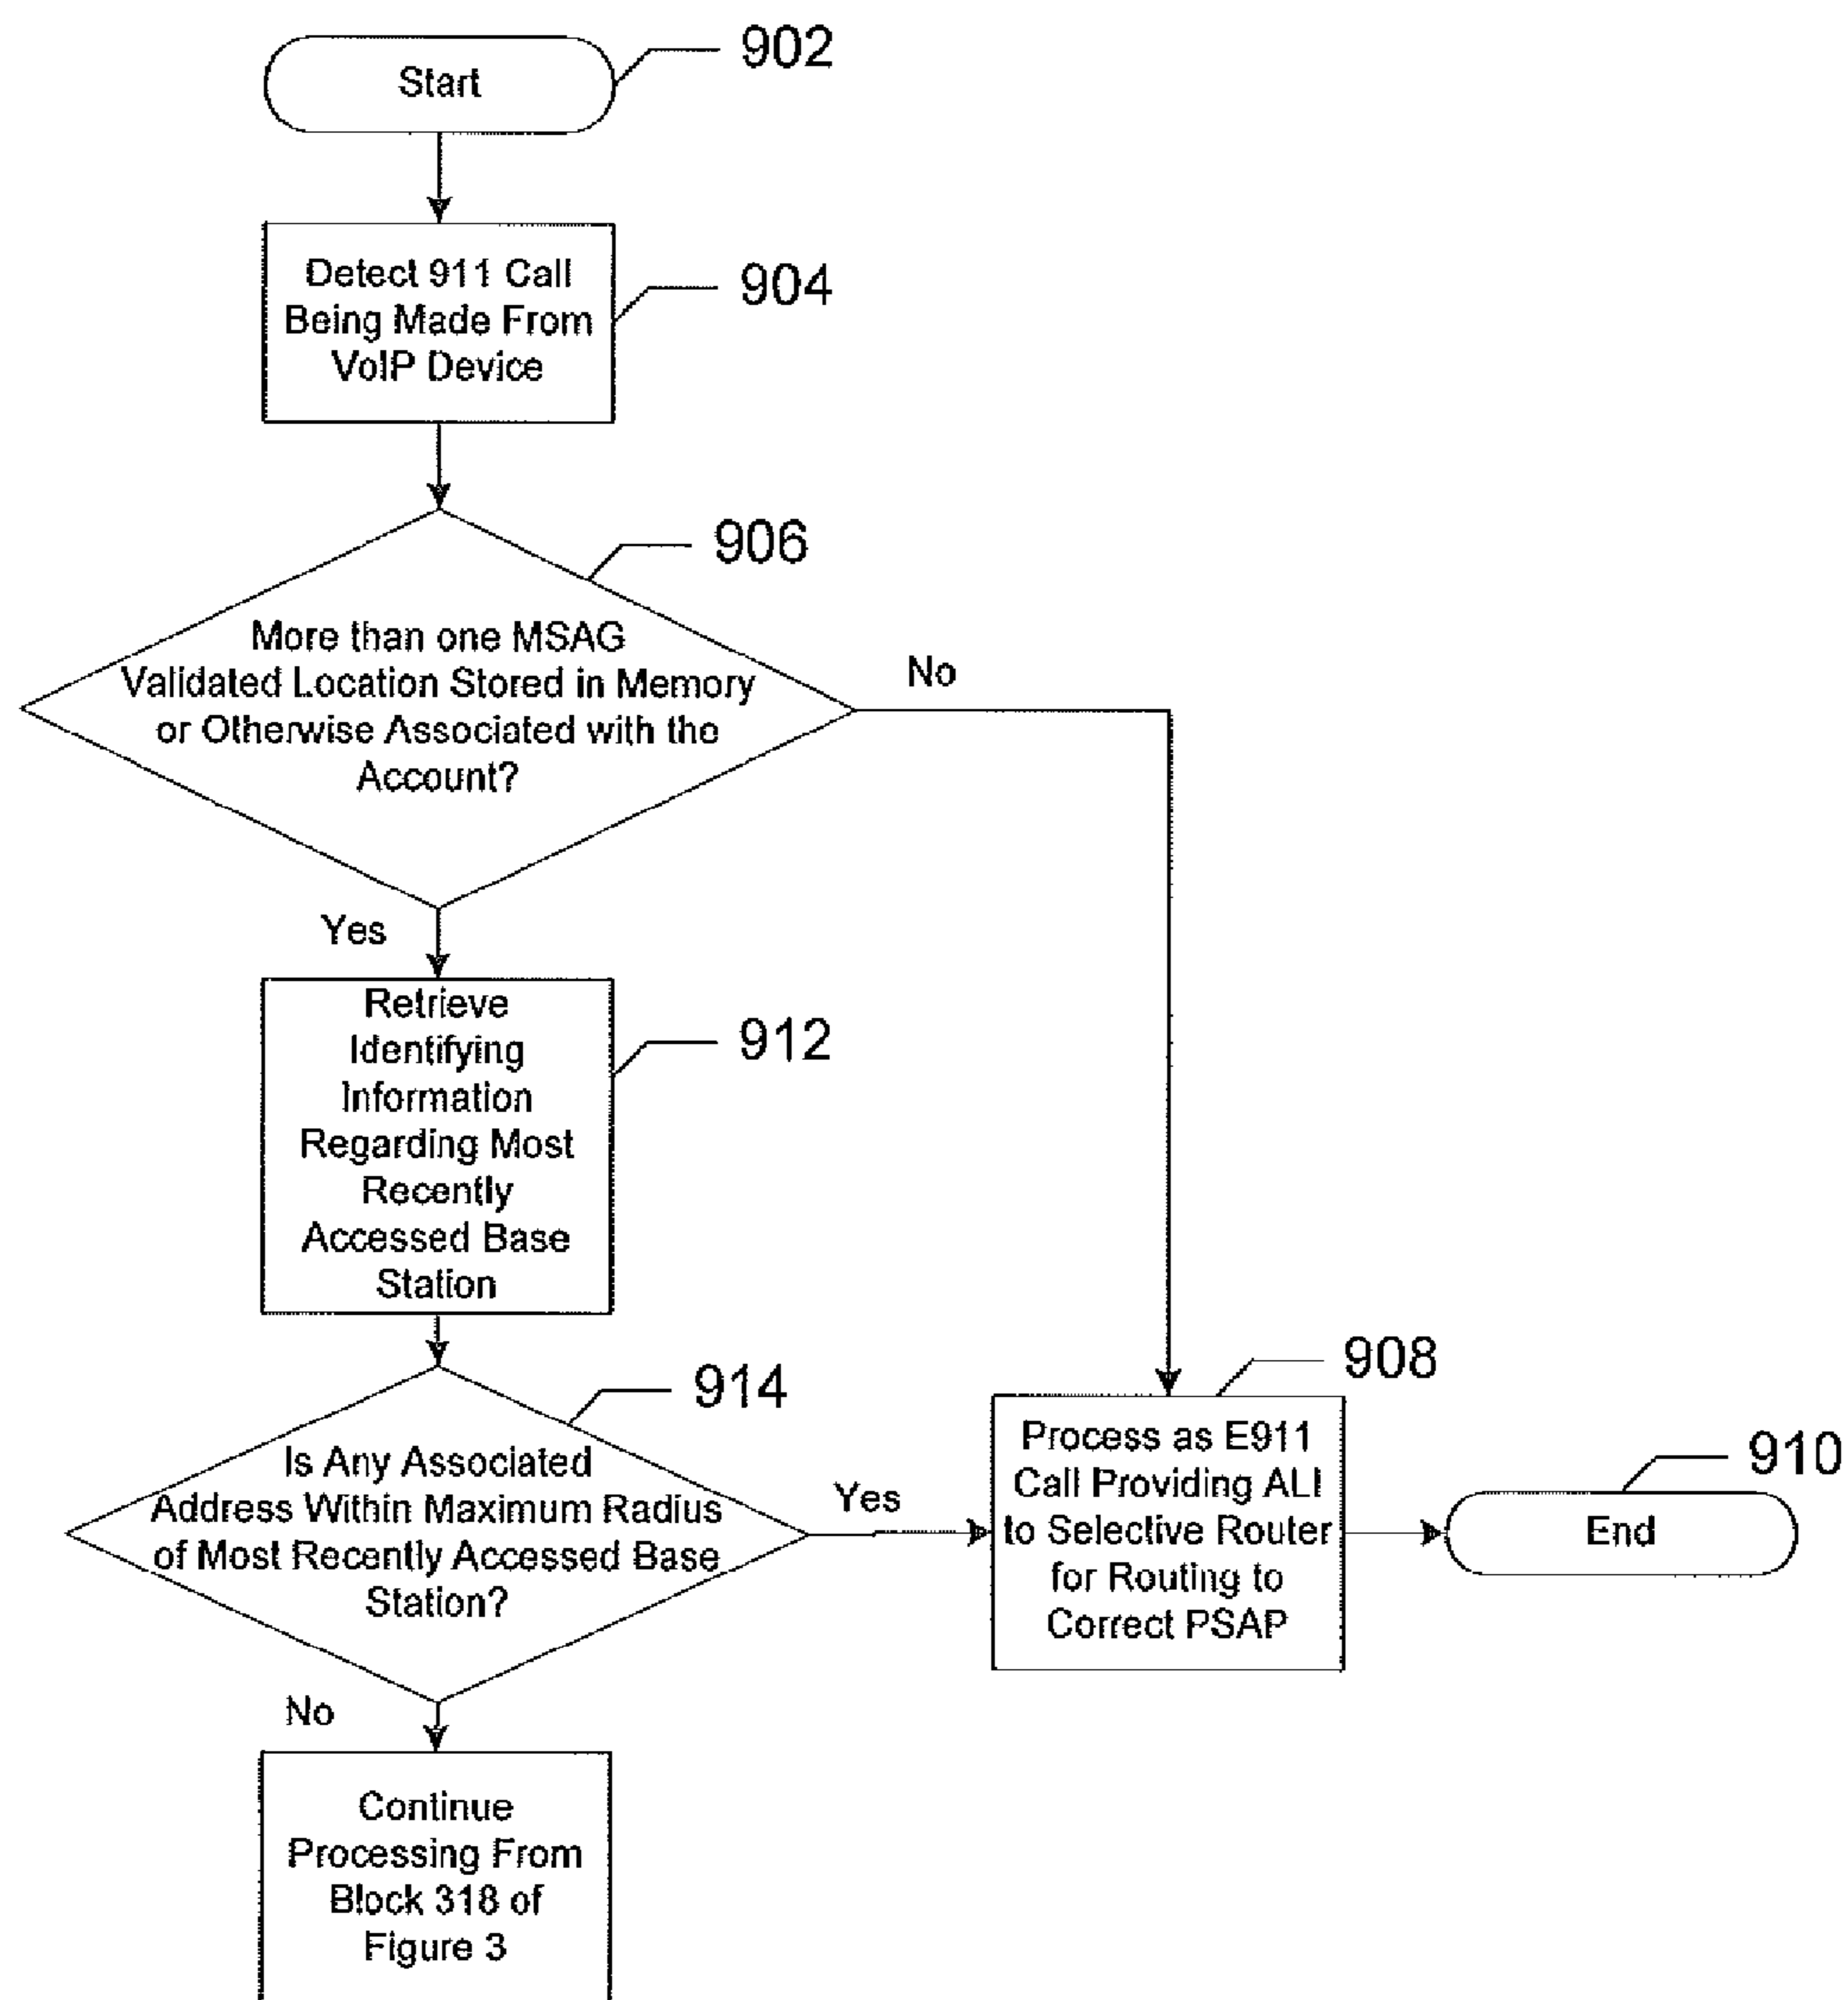 902
Start
904
Detect 911 Call
Being Made From
VoIP Device
906
More than one MSAG
Validated Location Stored in Memory
or Otherwise Associated with the
Account?
No
Yes
912
Retrieve
Identifying
Information
Regarding Most
Recently
Accessed Base
Station
914
Is Any Associated
Address Within Maximum Radius
of Most Recently Accessed Base
Station?
Yes
No
908
Process as E911
Call Providing ALI
to Selective Router
for Routing to
Correct PSAP
910
End
Continue
Processing From
Block 318 of
Figure 3